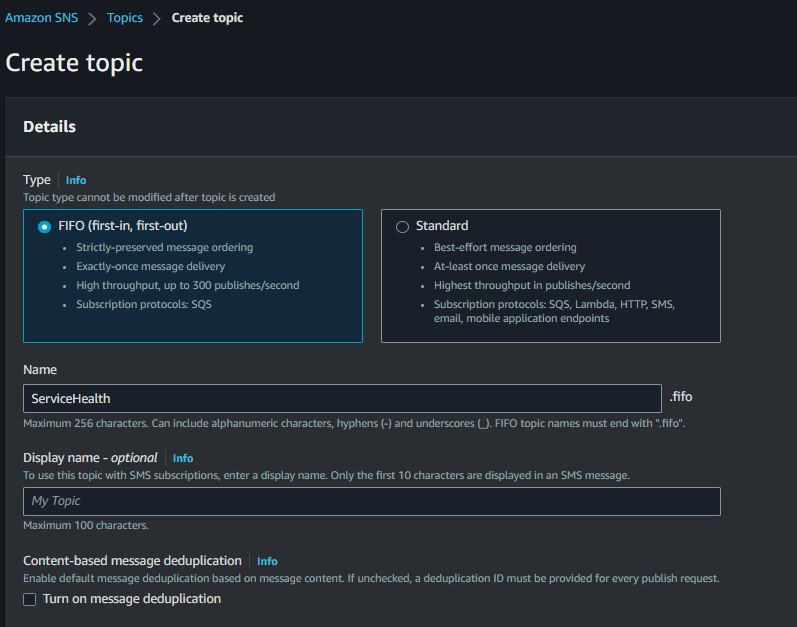 Amazon SNS > Topics > Create topic
Create topic
Details
Type Info
Topic type cannot be modified after topic is created
FIFO (first-in, first-out)
• Strictly-preserved message ordering
• Exactly-once message delivery
• High throughput, up to 300 publishes/second
• Subscription protocols: SQS
Standard
• Best-effort message ordering
• At-least once message delivery
• Highest throughput in publishes/second
• Subscription protocols: SQS, Lambda, HTTP, SMS,
email, mobile application endpoints
Name
ServiceHealth .fifo
Maximum 256 characters. Can include alphanumeric characters, hyphens (-) and underscores (_). FIFO topic names must end with ".fifo".
Display name - optional Info
To use this topic with SMS subscriptions, enter a display name. Only the first 10 characters are displayed in an SMS message.
My Topic
Maximum 100 characters.
Content-based message deduplication Info
Enable default message deduplication based on message content. If unchecked, a deduplication ID must be provided for every publish request.
Turn on message deduplication